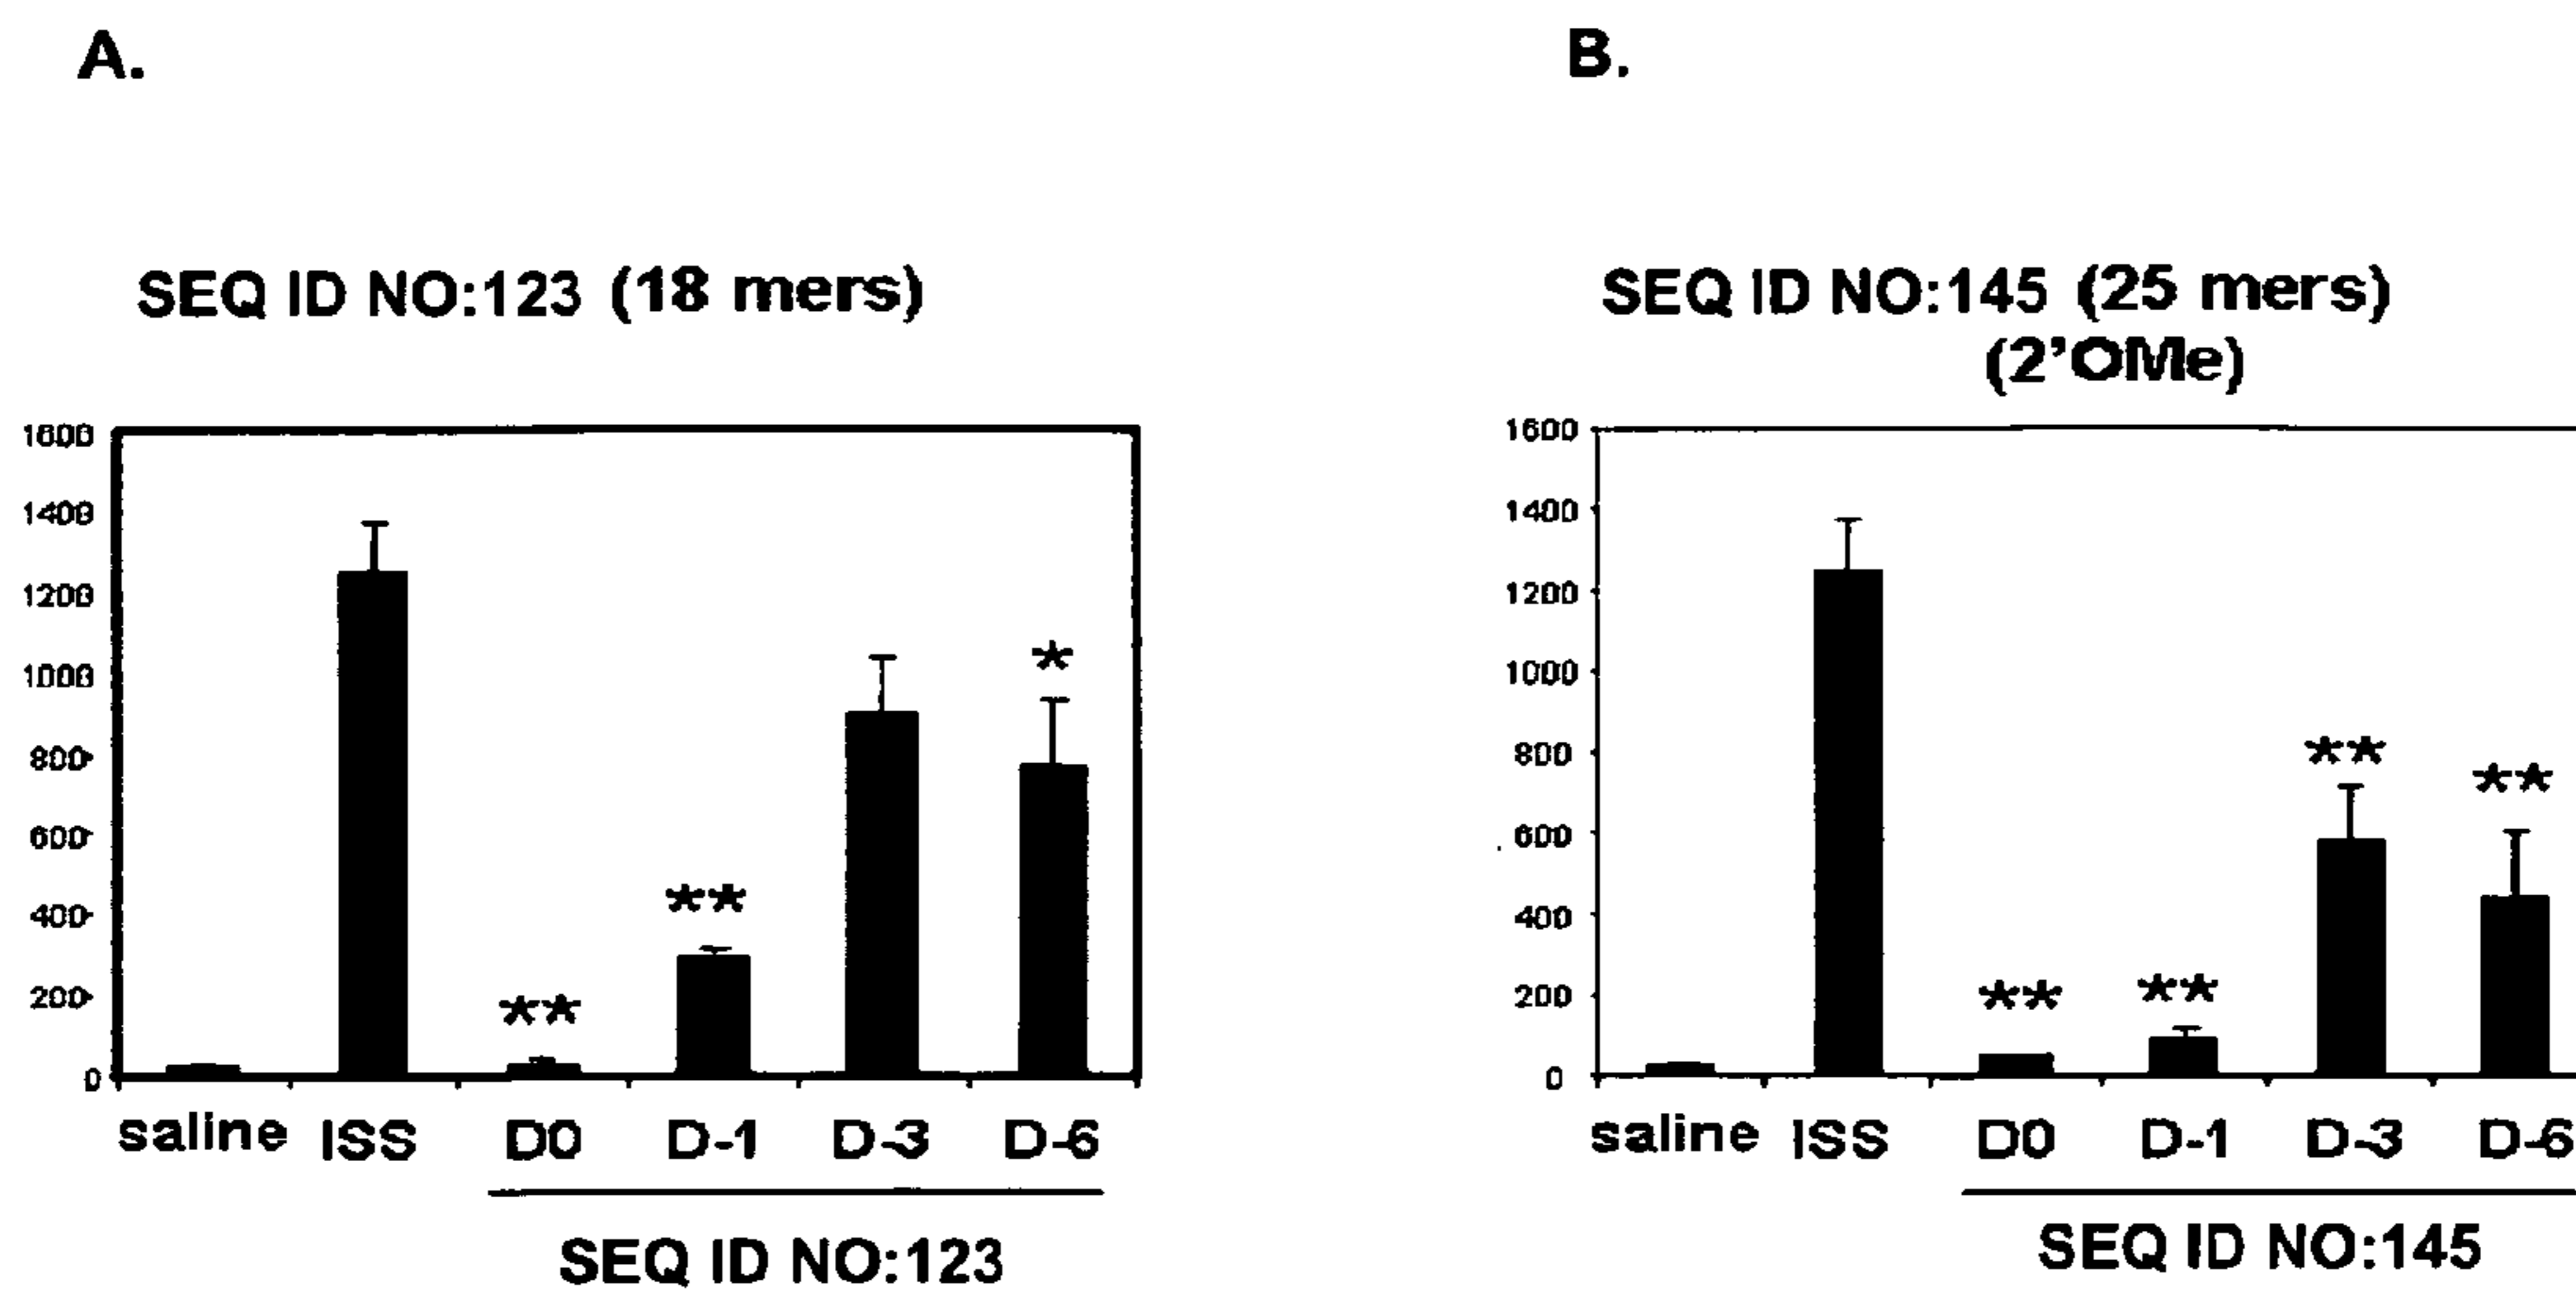 A.
SEQ ID NO:123 (18 mers)
1600
1400
1200
1000
800
600
400
200
0
**
**
*
saline ISS D0 D-1 D-3 D-6
SEQ ID NO:123
B.
SEQ ID NO:145 (25 mers)
(2'OMe)
1600
1400
1200
1000
800
600
400
200
0
**
**
**
**
saline ISS D0 D-1 D-3 D-6
SEQ ID NO:145